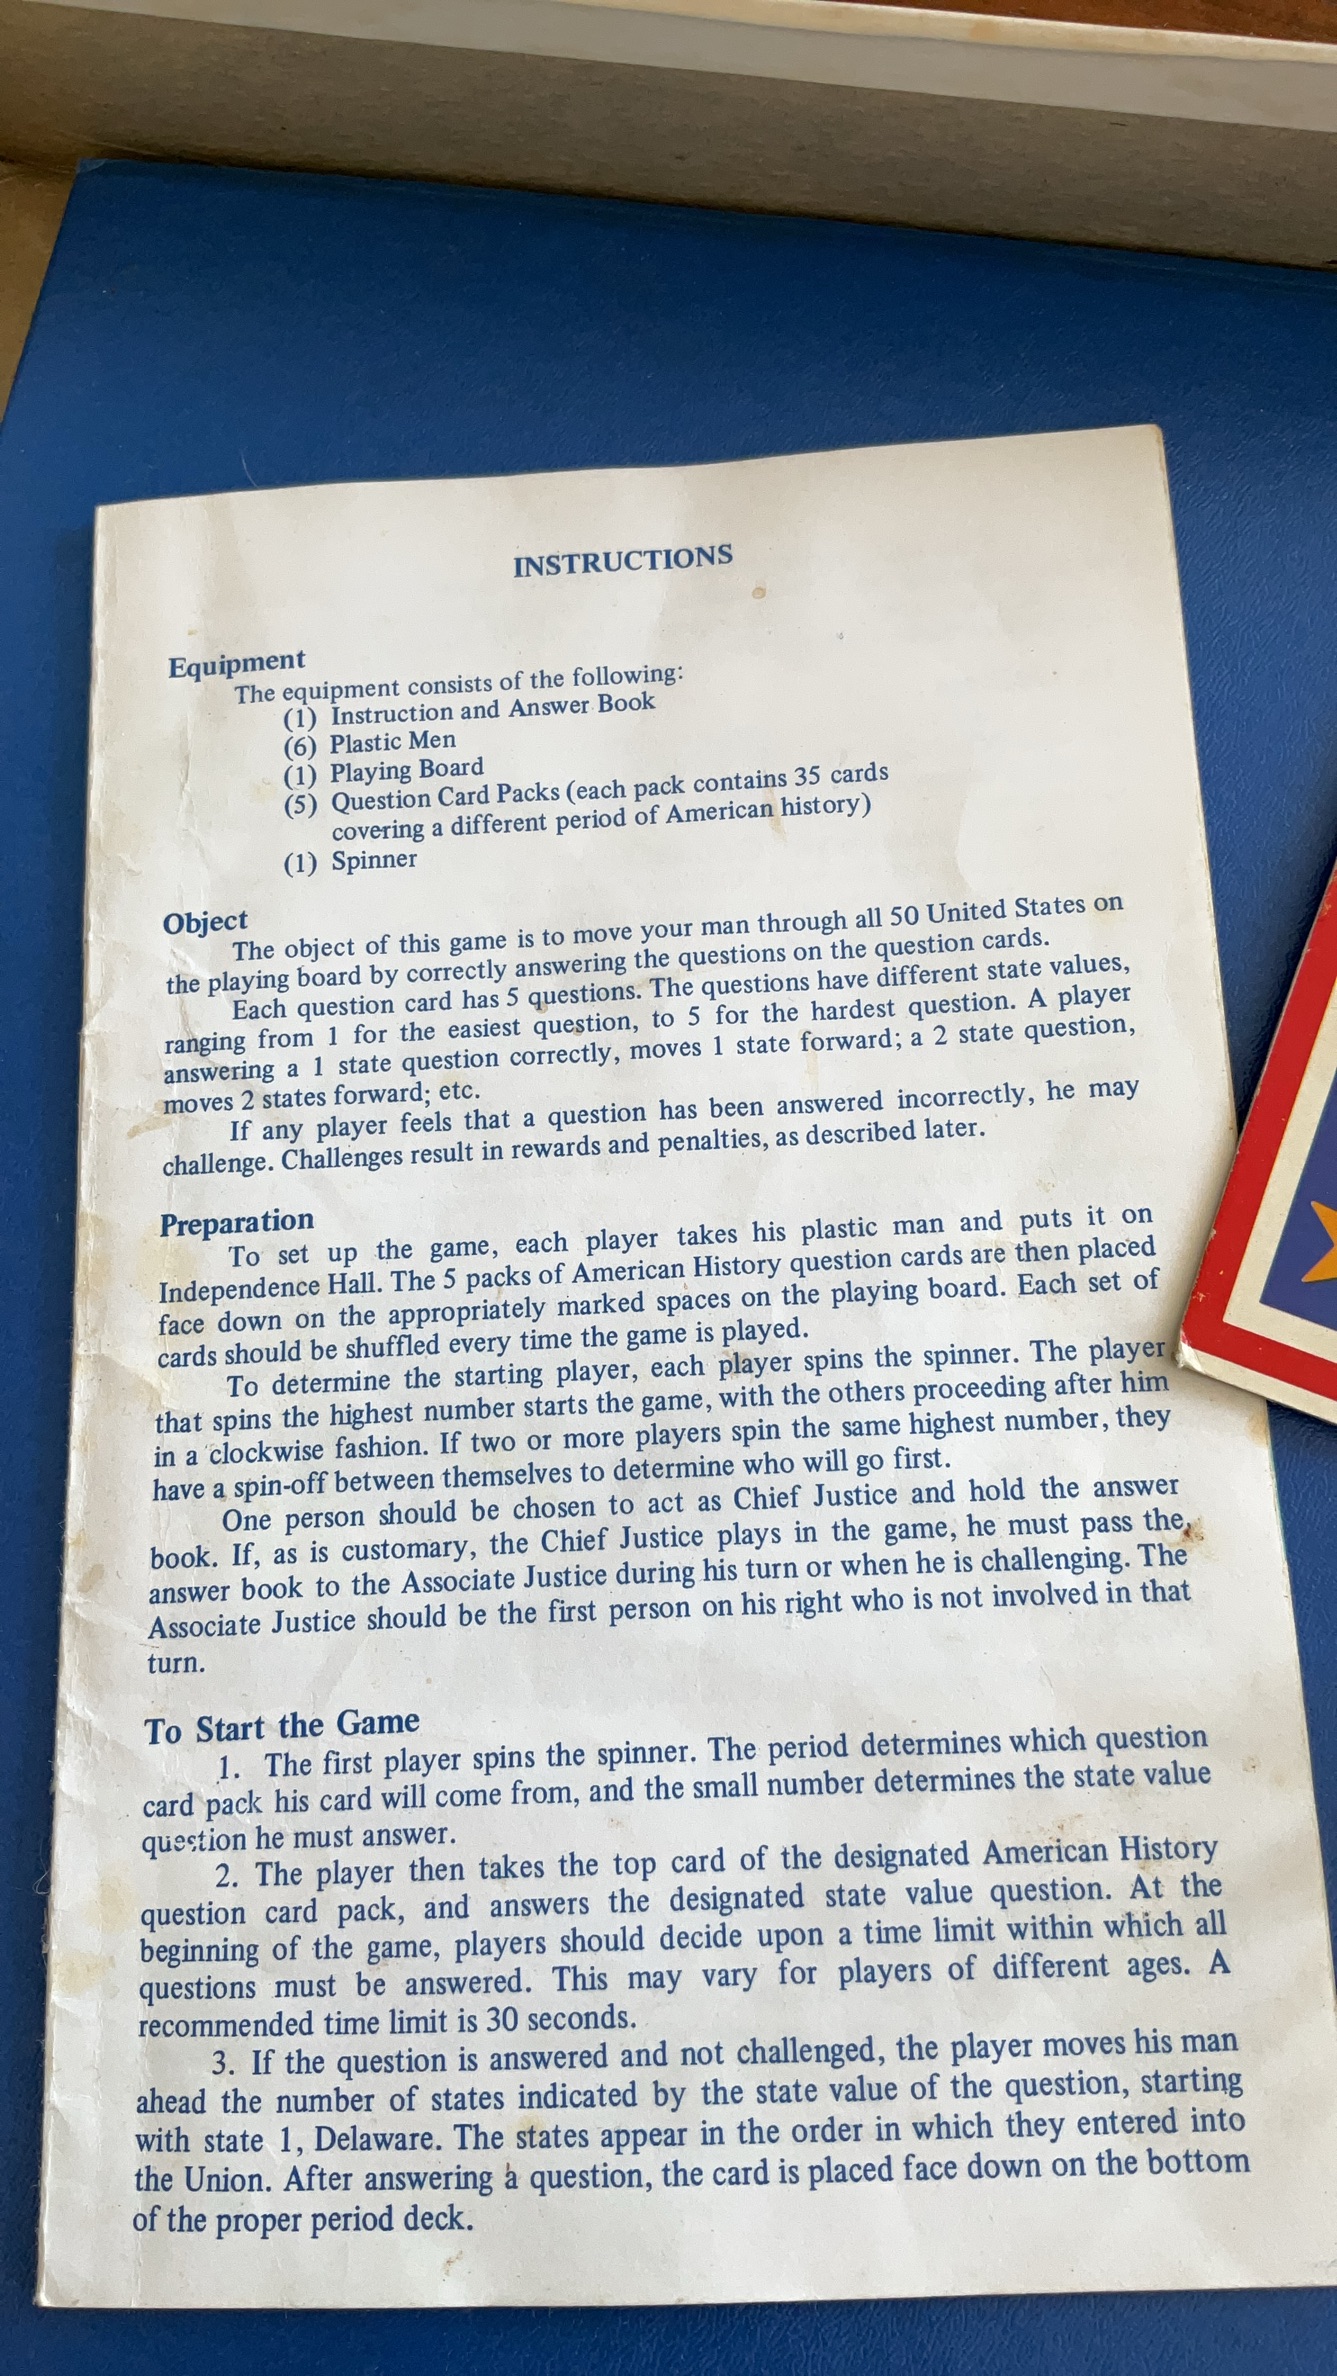 INSTRUCTIONS
Equipment
The equipment consists of the following:
(1) Instruction and Answer Book
(6) Plastic Men
(1) Playing Board
(5) Question Card Packs (each pack contains 35 cards
covering a different period of American history)
(1) Spinner
Object
The object of this game is to move your man through all 50 United States on
the playing board by correctly answering the questions on the question cards.
Each question card has 5 questions. The questions have different state values,
ranging from 1 for the easiest question, to 5 for the hardest question. A player
answering a 1 state question correctly, moves 1 state forward; a 2 state question,
moves 2 states forward; etc.
If any player feels that a question has been answered incorrectly, he may
challenge. Challenges result in rewards and penalties, as described later.
Preparation
To set up the game, each player takes his plastic man and puts it on
Independence Hall. The 5 packs of American History question cards are then placed
face down on the appropriately marked spaces on the playing board. Each set of
cards should be shuffled every time the game is played.
To determine the starting player, each player spins the spinner. The player
that spins the highest number starts the game, with the others proceeding after him
in a clockwise fashion. If two or more players spin the same highest number, they
have a spin-off between themselves to determine who will go first.
One person should be chosen to act as Chief Justice and hold the answer
book. If, as is customary, the Chief Justice plays in the game, he must pass the
answer book to the Associate Justice during his turn or when he is challenging. The
Associate Justice should be the first person on his right who is not involved in that
turn.
To Start the Game
1. The first player spins the spinner. The period determines which question
card pack his card will come from, and the small number determines the state value
question he must answer.
2. The player then takes the top card of the designated American History
question card pack, and answers the designated state value question. At the
beginning of the game, players should decide upon a time limit within which all
questions must be answered. This may vary for players of different ages. A
recommended time limit is 30 seconds.
3. If the question is answered and not challenged, the player moves his man
ahead the number of states indicated by the state value of the question, starting
with state 1, Delaware. The states appear in the order in which they entered into
the Union. After answering a question, the card is placed face down on the bottom
of the proper period deck.